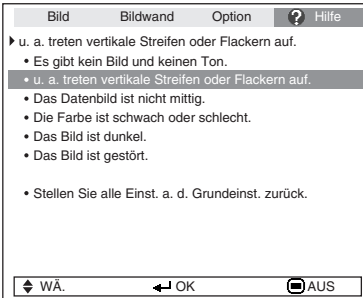 Bild Bildwand Option ? Hilfe
u. a. treten vertikale Streifen oder Flackern auf.
• Es gibt kein Bild und keinen Ton.
• u. a. treten vertikale Streifen oder Flackern auf.
• Das Datenbild ist nicht mittig.
• Die Farbe ist schwach oder schlecht.
• Das Bild ist dunkel.
• Das Bild ist gestört.
• Stellen Sie alle Einst. a. d. Grundeinst. zurück.
WÄ. OK AUS